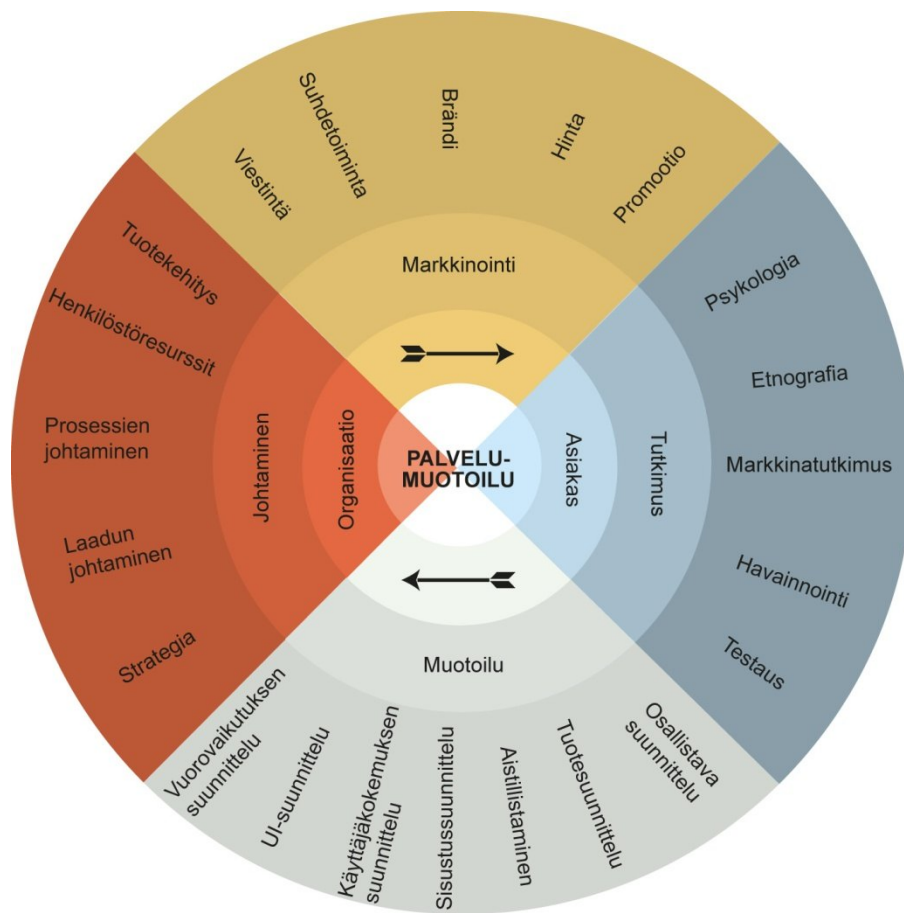 Viestintä
Suhdetoiminta
Brändi
Hinta
Promootio
Markkinointi
Tuotekehitys
Henkilöstöresurssit
Prosessien
johtaminen
Laadun
johtaminen
Strategia
Johtaminen
Organisaatio
PALVELU-
MUOTOILU
Asiakas
Tutkimus
Psykologia
Etnografia
Markkinatutkimus
Havainnointi
Testaus
Muotoilu
Vuorovaikutuksen
suunnittelu
UI-suunnittelu
Käyttäjäkokemuksen
suunnittelu
Sisustussuunnittelu
Aistillistaminen
Tuotesuunnittelu
Osallistava
suunnittelu